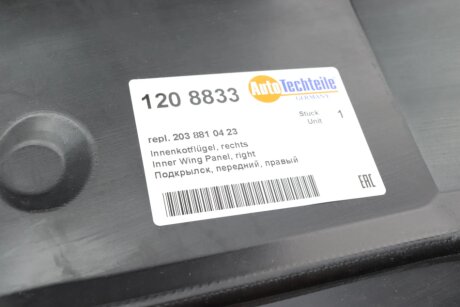 120 8833
AutoTechteile
GERMANY
repl. 203 881 04 23
Stuck
Unit 1
Innenkotflügel, rechts
Inner Wing Panel, right
Подкрылок, передний, правый
EAC